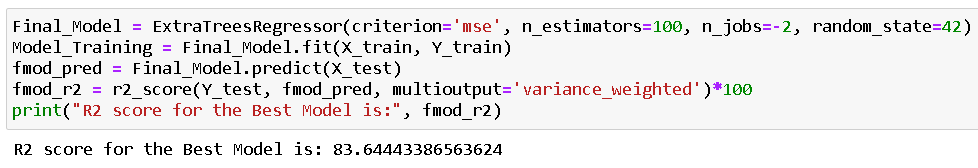 Final_Model = ExtraTreesRegressor(criterion='mse', n_estimators=100, n_jobs=-2, random_state=42)
Model_Training = Final_Model.fit(X_train, Y_train)
fmod_pred = Final_Model.predict(X_test)
fmod_r2 = r2_score(Y_test, fmod_pred, multioutput='variance_weighted')*100
print("R2 score for the Best Model is:", fmod_r2)
R2 score for the Best Model is: 83.64443386563624